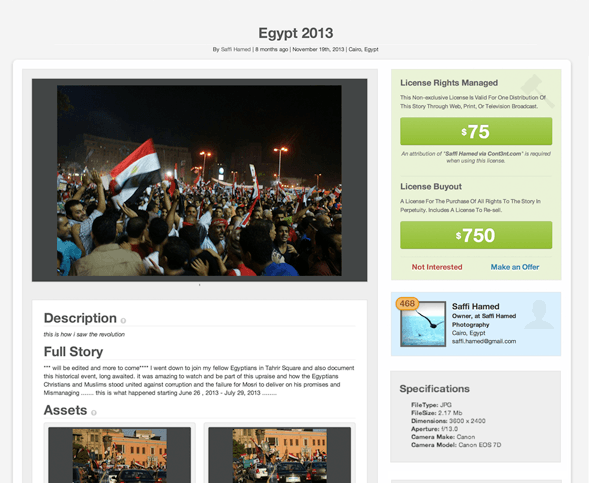 Egypt 2013
By Saffi Hamed | 8 months ago | November 19th, 2013 | Cairo, Egypt
License Rights Managed
This Non-exclusive License Is Valid For One Distribution Of
This Story Through Web, Print, Or Television Broadcast.
$75
An attribution of "Saffi Hamed via Cont3nt.com" is required
when using this license.
License Buyout
A License For The Purchase Of All Rights To The Story In
Perpetuity. Includes A License To Re-sell.
$750
Not Interested
Make an Offer
Description
this is how i saw the revolution
Full Story
*** will be edited and more to come**** I went down to join my fellow Egyptians in Tahrir Square and also document
this historical event, long awaited. it was amazing to watch and be part of this upraise and how the Egyptians
Christians and Muslims stood united against corruption and the failure for Mosri to deliver on his promises and
Mismanaging ....... this is what happened starting June 26 , 2013 - July 29, 2013 ........
Assets
468
Saffi Hamed
Owner, at Saffi Hamed
Photography
Cairo, Egypt
saffi.hamed@gmail.com
Specifications
FileType: JPG
FileSize: 2.17 Mb
Dimensions: 3600 x 2400
Aperture: f/13.0
Camera Make: Canon
Camera Model: Canon EOS 7D